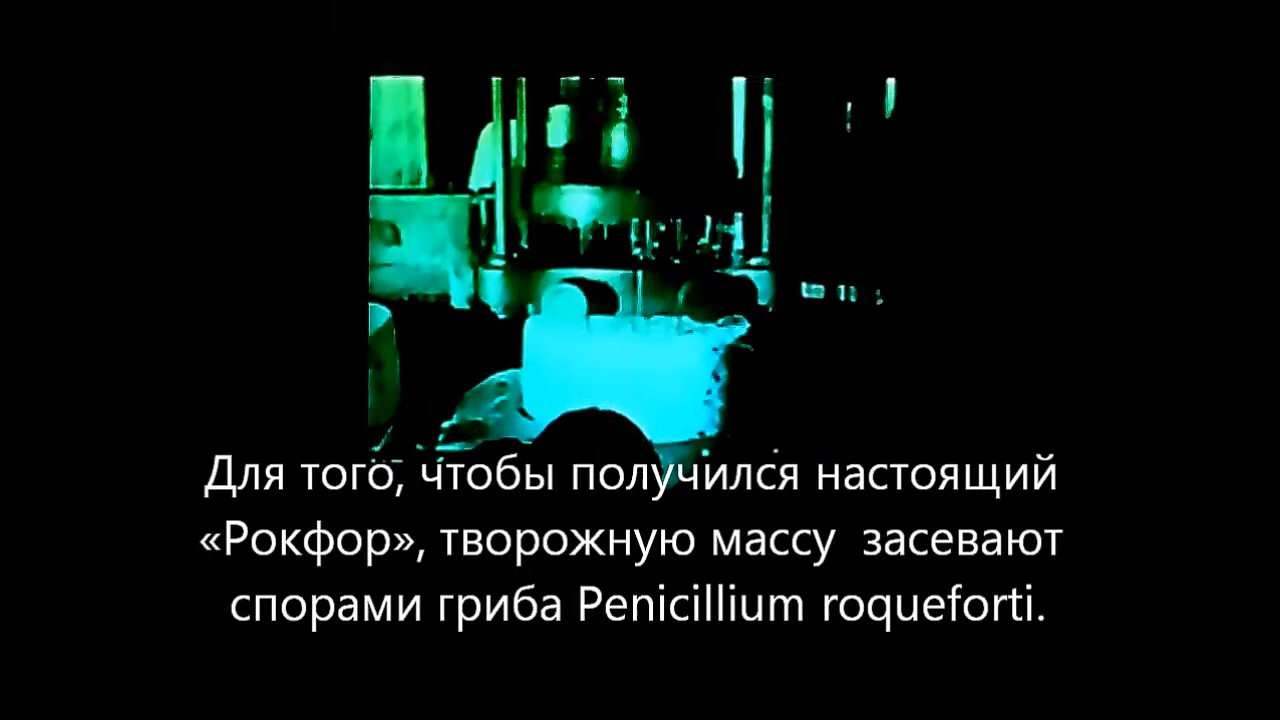 Для того, чтобы получился настоящий
«Рокфор», творожную массу засевают
спорами гриба Penicillium roqueforti.